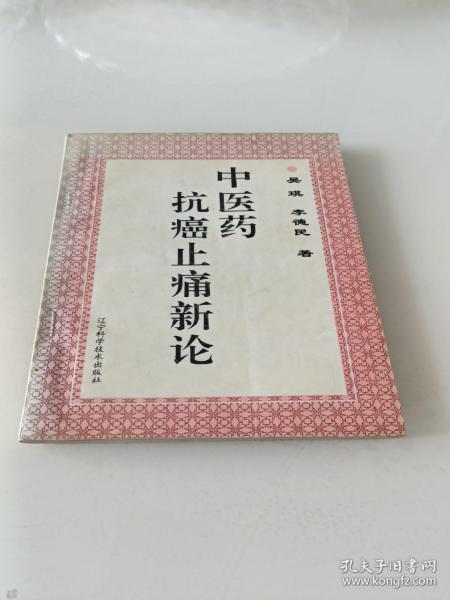 吴琪 李德民 著
中医药
抗癌止痛新论
辽宁科学技术出版社
孔夫子旧书网
www.kongfz.com